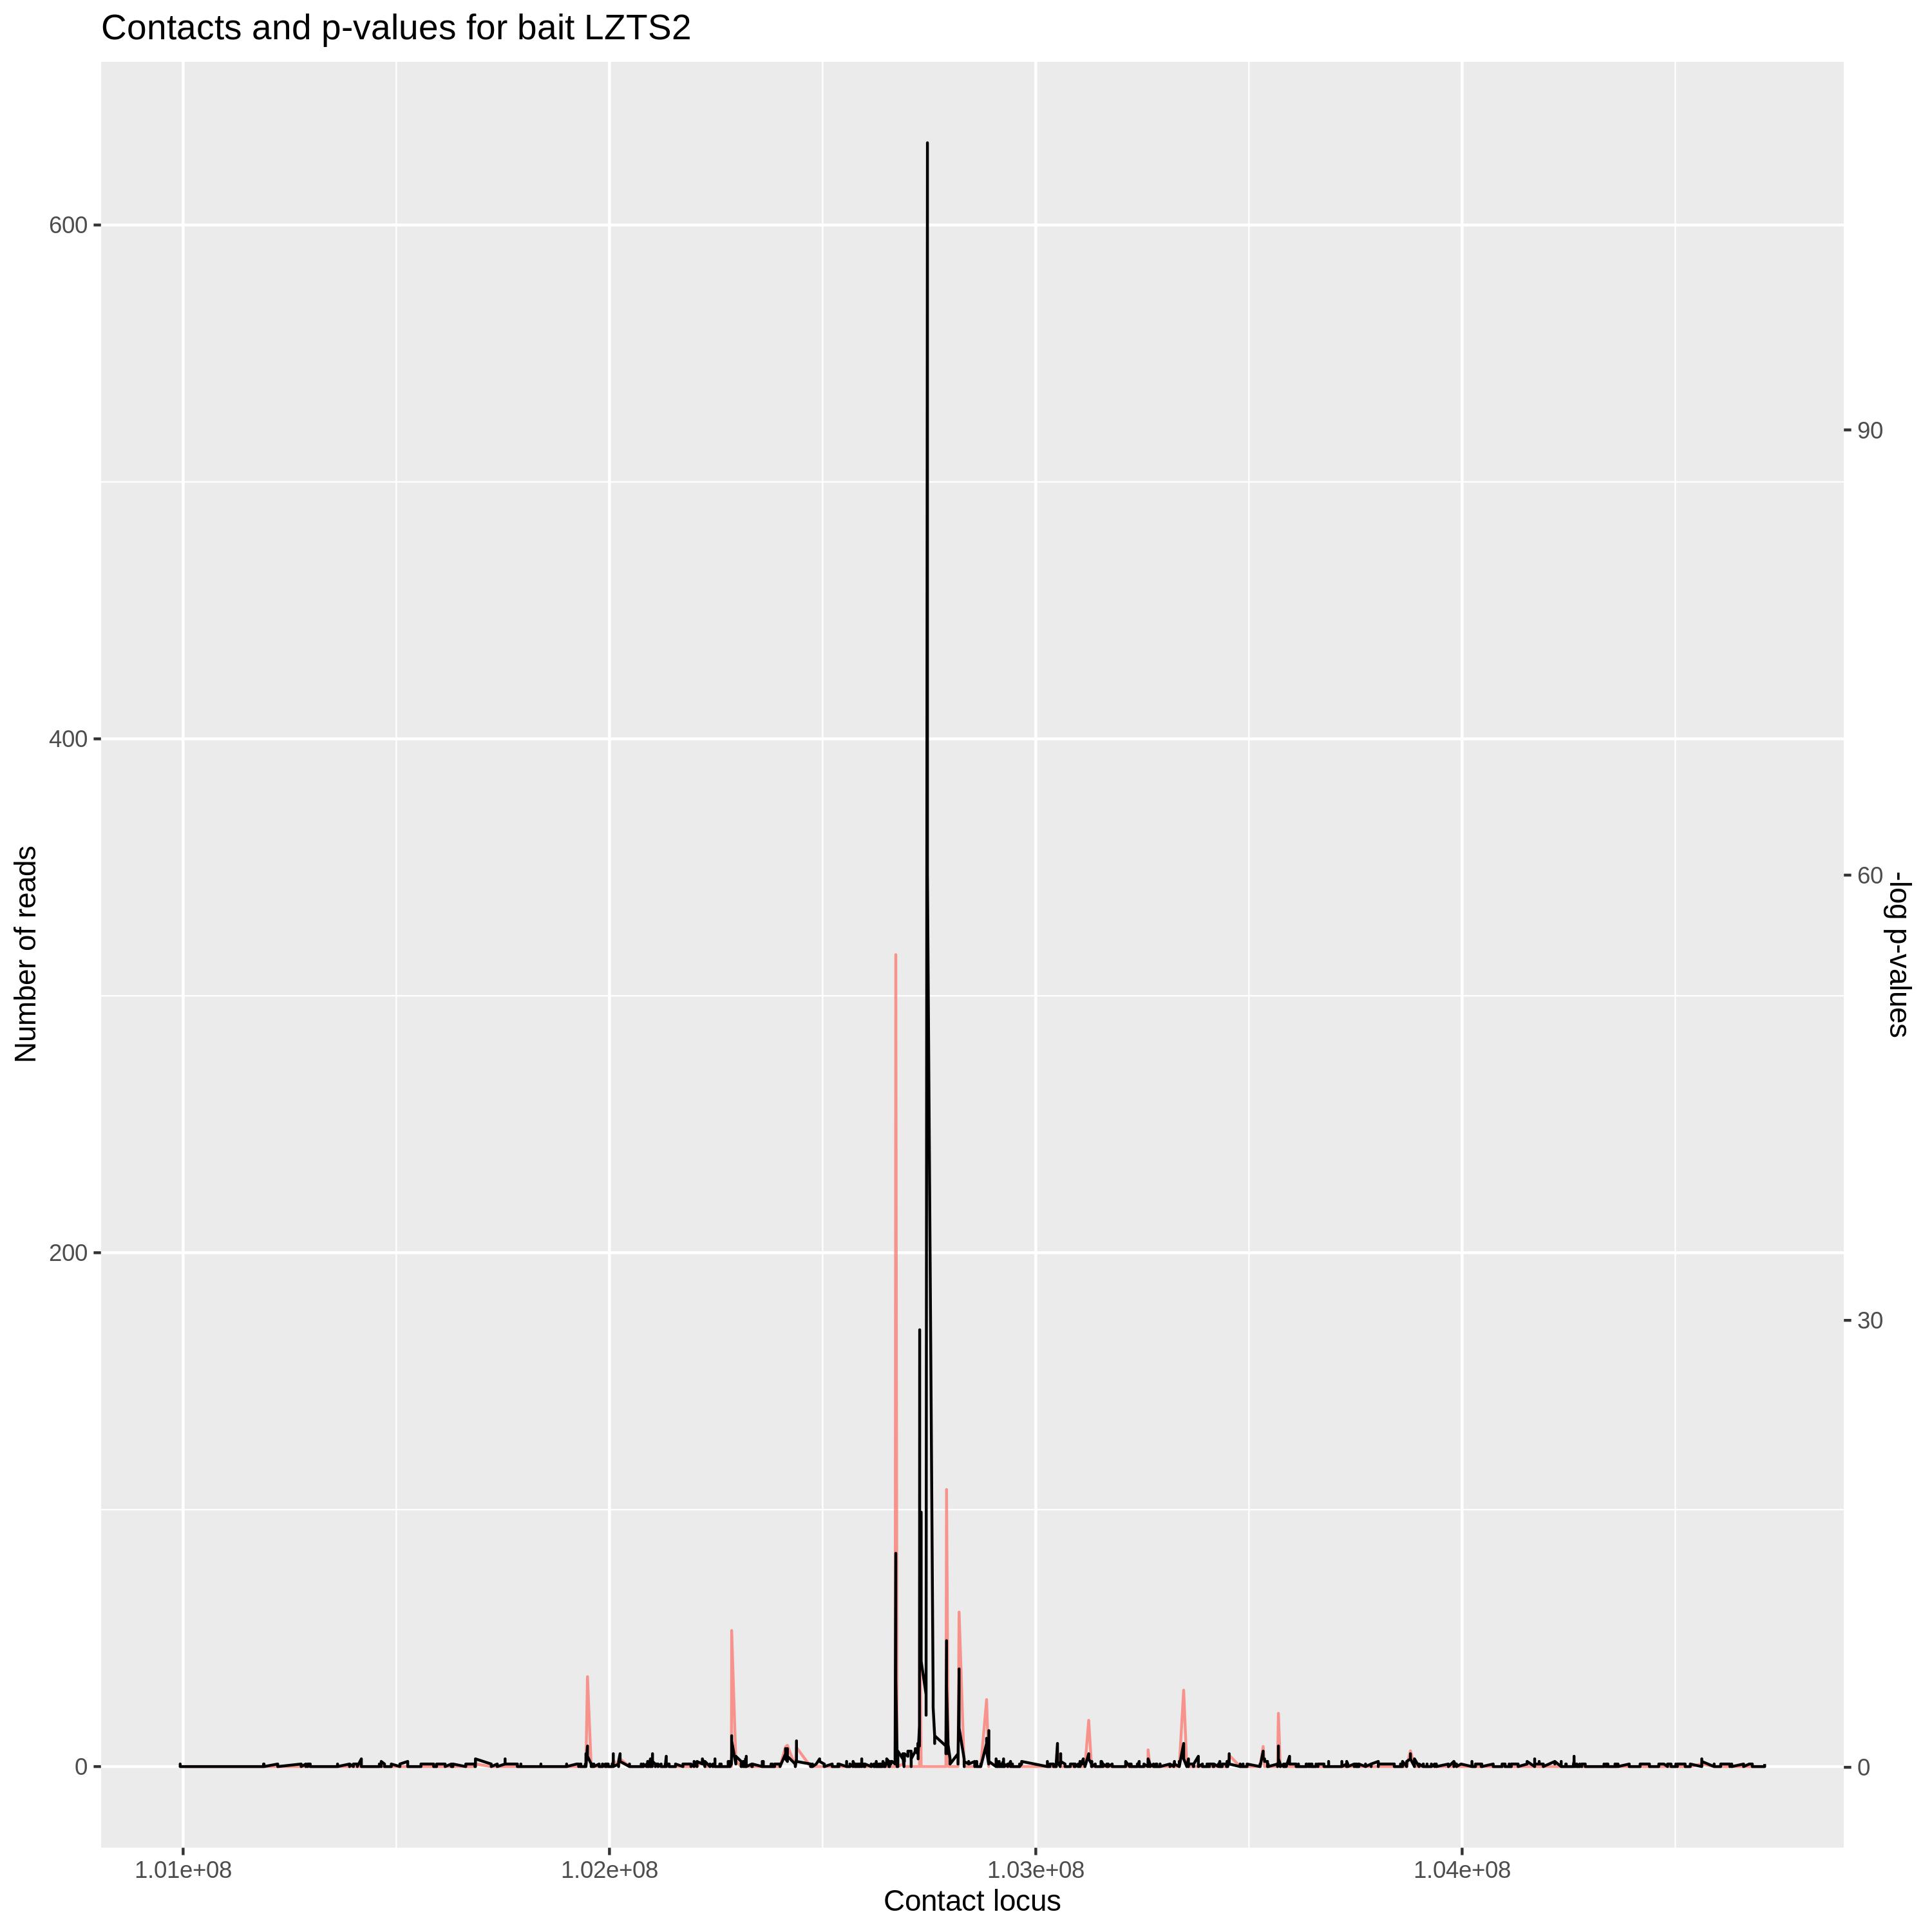 Contacts and p-values for bait LZTS2
600
400
200
0
Number of reads
90
60
30
0
-log p-values
1.01e+08
1.02e+08
1.03e+08
1.04e+08
Contact locus